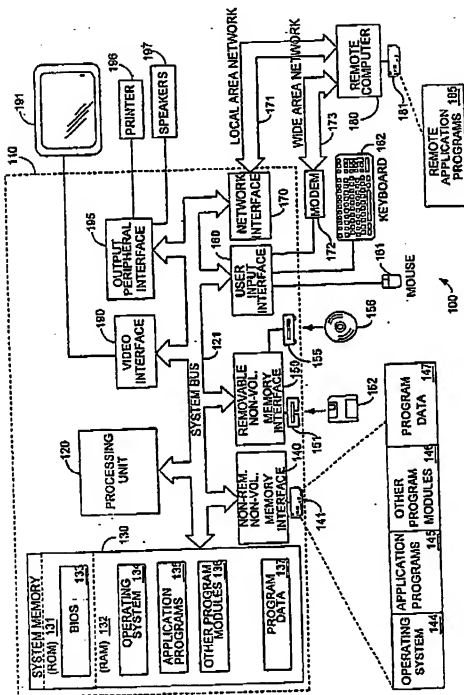 SYSTEM MEMORY
(ROM) 131
BIOS 133
(RAM) 132
OPERATING
SYSTEM 134
APPLICATION
PROGRAMS 135
OTHER PROGRAM
MODULES 136
PROGRAM
DATA 137
130
120
PROCESSING
UNIT
SYSTEM BUS
121
190
VIDEO
INTERFACE
195
OUTPUT
PERIPHERAL
INTERFACE
110
191
196
PRINTER
197
SPEAKERS
NON-REM.
NON-VOL.
MEMORY
INTERFACE
140
141
REMOVABLE
NON-VOL.
MEMORY
INTERFACE
150
151
155
152
156
USER
INPUT
INTERFACE
160
NETWORK
INTERFACE
170
LOCAL AREA NETWORK
171
WIDE AREA NETWORK
173
MODEM
172
KEYBOARD
162
MOUSE
161
REMOTE
COMPUTER
180
181
REMOTE
APPLICATION
PROGRAMS 185
OPERATING
SYSTEM 144
APPLICATION
PROGRAMS 145
OTHER PROGRAM
MODULES 146
PROGRAM
DATA 147
100